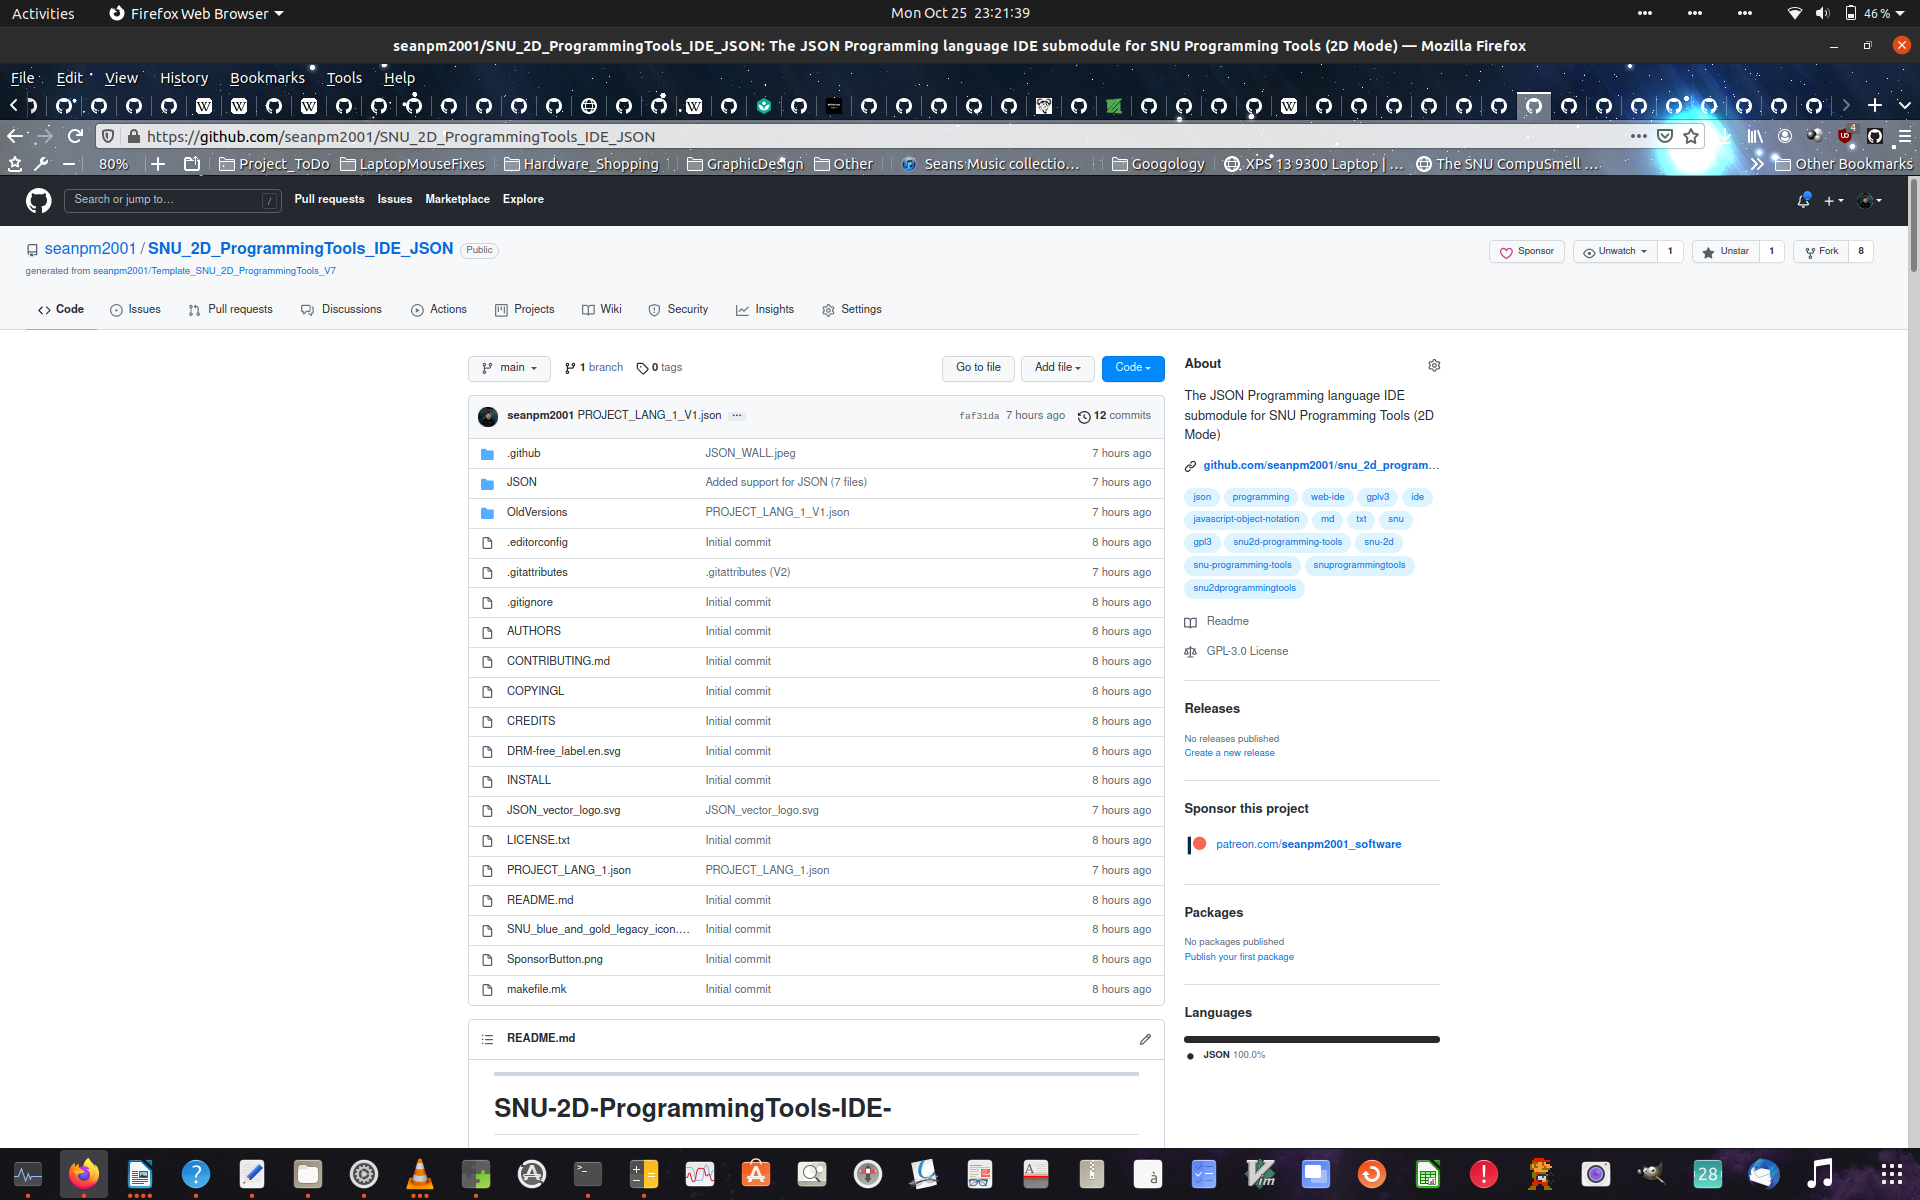 Activities
Firefox Web Browser
Mon Oct 25 23:21:39
46 %
seanpm2001/SNU_2D_ProgrammingTools_IDE_JSON: The JSON Programming language IDE submodule for SNU Programming Tools (2D Mode) — Mozilla Firefox
File Edit View History Bookmarks Tools Help
https://github.com/seanpm2001/SNU_2D_ProgrammingTools_IDE_JSON
80% Project_ToDo LaptopMouseFixes Hardware_Shopping GraphicDesign Other Seans Music collectio… Googology XPS 13 9300 Laptop | … The SNU CompuSmell … Other Bookmarks
Search or jump to… / Pull requests Issues Marketplace Explore
seanpm2001 / SNU_2D_ProgrammingTools_IDE_JSON Public
Sponsor Unwatch 1 Unstar 1 Fork 8
generated from seanpm2001/Template_SNU_2D_ProgrammingTools_V7
Code Issues Pull requests Discussions Actions Projects Wiki Security Insights Settings
main 1 branch 0 tags Go to file Add file Code
seanpm2001 PROJECT_LANG_1_V1.json ... faf31da 7 hours ago 12 commits
.github JSON_WALL.jpeg 7 hours ago
JSON Added support for JSON (7 files) 7 hours ago
OldVersions PROJECT_LANG_1_V1.json 7 hours ago
.editorconfig Initial commit 8 hours ago
.gitattributes .gitattributes (V2) 7 hours ago
.gitignore Initial commit 8 hours ago
AUTHORS Initial commit 8 hours ago
CONTRIBUTING.md Initial commit 8 hours ago
COPYINGL Initial commit 8 hours ago
CREDITS Initial commit 8 hours ago
DRM-free_label.en.svg Initial commit 8 hours ago
INSTALL Initial commit 8 hours ago
JSON_vector_logo.svg JSON_vector_logo.svg 7 hours ago
LICENSE.txt Initial commit 8 hours ago
PROJECT_LANG_1.json PROJECT_LANG_1.json 7 hours ago
README.md Initial commit 8 hours ago
SNU_blue_and_gold_legacy_icon.… Initial commit 8 hours ago
SponsorButton.png Initial commit 8 hours ago
makefile.mk Initial commit 8 hours ago
README.md
SNU-2D-ProgrammingTools-IDE-
About
The JSON Programming language IDE
submodule for SNU Programming Tools (2D
Mode)
github.com/seanpm2001/snu_2d_program…
json programming web-ide gplv3 ide
javascript-object-notation md txt snu
gpl3 snu2d-programming-tools snu-2d
snu-programming-tools snuprogrammingtools
snu2dprogrammingtools
Readme
GPL-3.0 License
Releases
No releases published
Create a new release
Sponsor this project
patreon.com/seanpm2001_software
Packages
No packages published
Publish your first package
Languages
JSON 100.0%
28